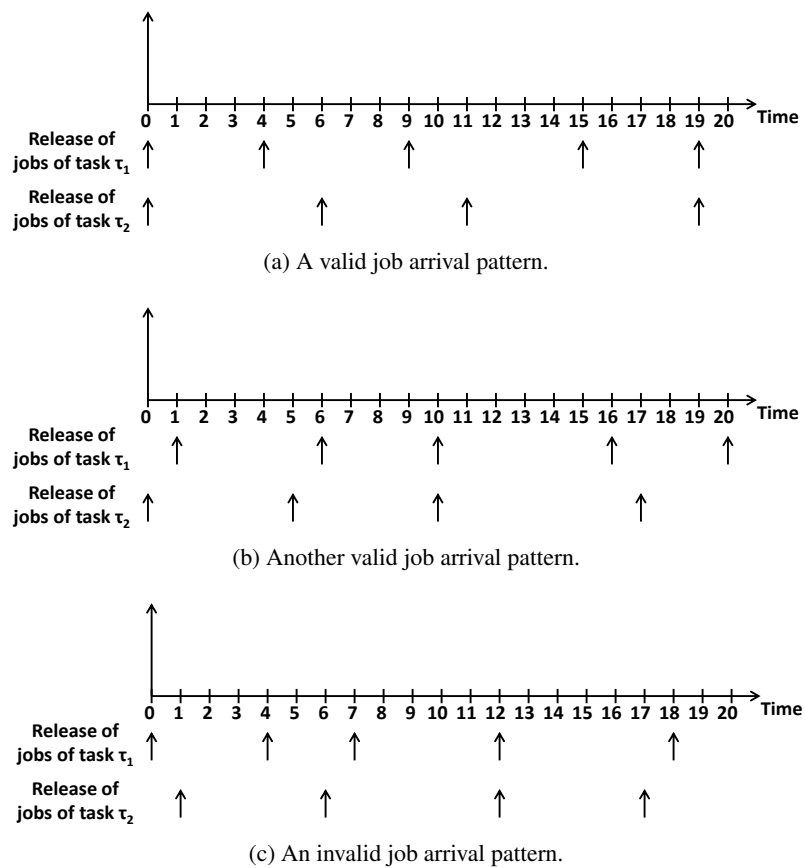 0 1 2 3 4 5 6 7 8 9 10 11 12 13 14 15 16 17 18 19 20 Time
Release of
jobs of task τ1
Release of
jobs of task τ2
(a) A valid job arrival pattern.
0 1 2 3 4 5 6 7 8 9 10 11 12 13 14 15 16 17 18 19 20 Time
Release of
jobs of task τ1
Release of
jobs of task τ2
(b) Another valid job arrival pattern.
0 1 2 3 4 5 6 7 8 9 10 11 12 13 14 15 16 17 18 19 20 Time
Release of
jobs of task τ1
Release of
jobs of task τ2
(c) An invalid job arrival pattern.